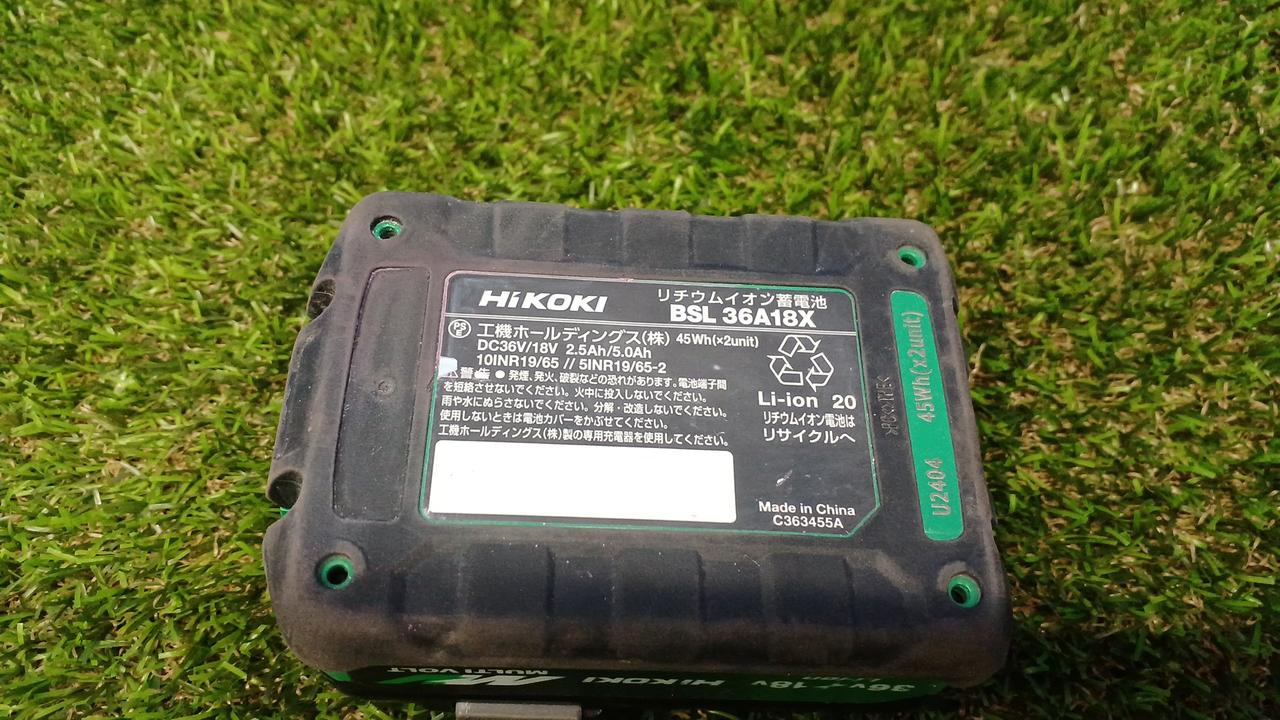 HiKOKI
リチウムイオン蓄電池
BSL 36A18X
PSE 工機ホールディングス(株) 45Wh(×2unit)
DC36V/18V 2.5Ah/5.0Ah
10INR19/65 // 5INR19/65-2
警告 ● 発煙、発火、破裂などの恐れがあります。電池端子間
を短絡させないでください。火中に投入しないでください。
雨や水にぬらさないでください。分解・改造しないでください。
使用しないときは電池カバーをかぶせてください。
工機ホールディングス(株)製の専用充電器を使用してください。
Li-ion 20
リチウムイオン電池は
リサイクルへ
Made in China
C363455A
U2404 45Wh(x2unit)
MULTI VOLT
HiKOKI
36V/18V
Li-ion